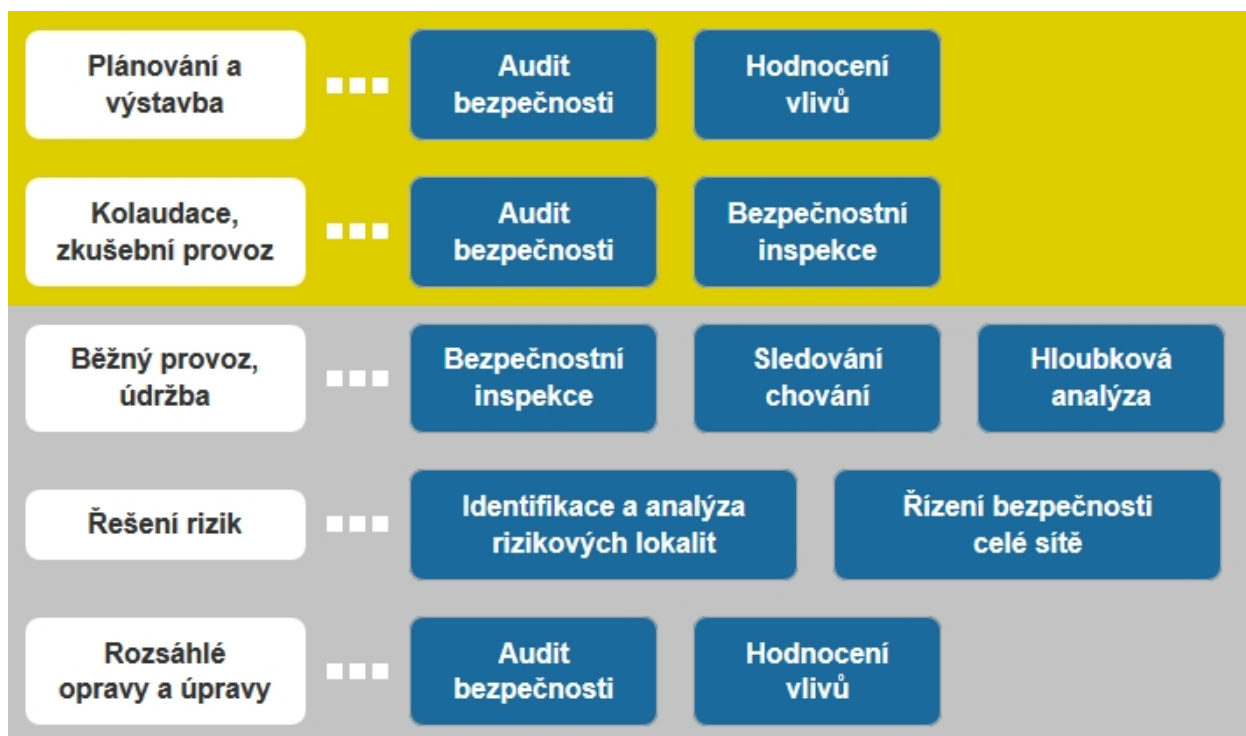 Plánování a
výstavba
Audit
bezpečnosti
Hodnocení
vlivů
Kolaudace,
zkušební provoz
Audit
bezpečnosti
Bezpečnostní
inspekce
Běžný provoz,
údržba
Bezpečnostní
inspekce
Sledování
chování
Hloubková
analýza
Řešení rizik
Identifikace a analýza
rizikových lokalit
Řízení bezpečnosti
celé sítě
Rozsáhlé
opravy a úpravy
Audit
bezpečnosti
Hodnocení
vlivů